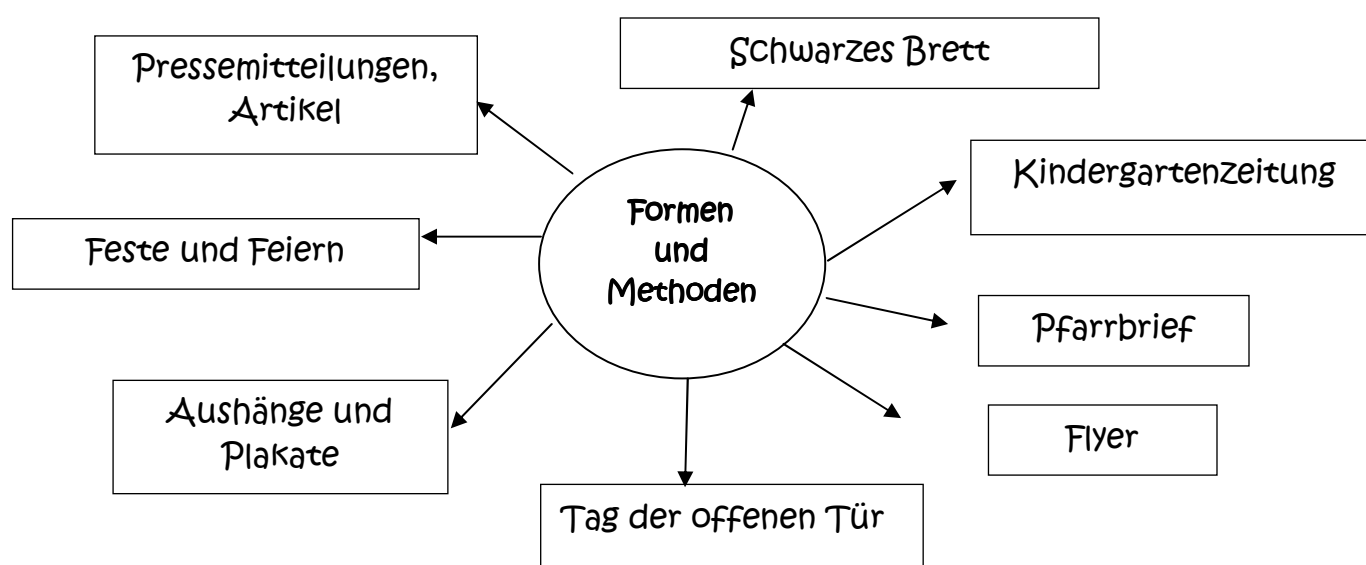 Schwarzes Brett
Pressemitteilungen,
Artikel
Kindergartenzeitung
Formen
und
Methoden
Feste und Feiern
Pfarrbrief
Aushänge und
Plakate
Flyer
Tag der offenen Tür